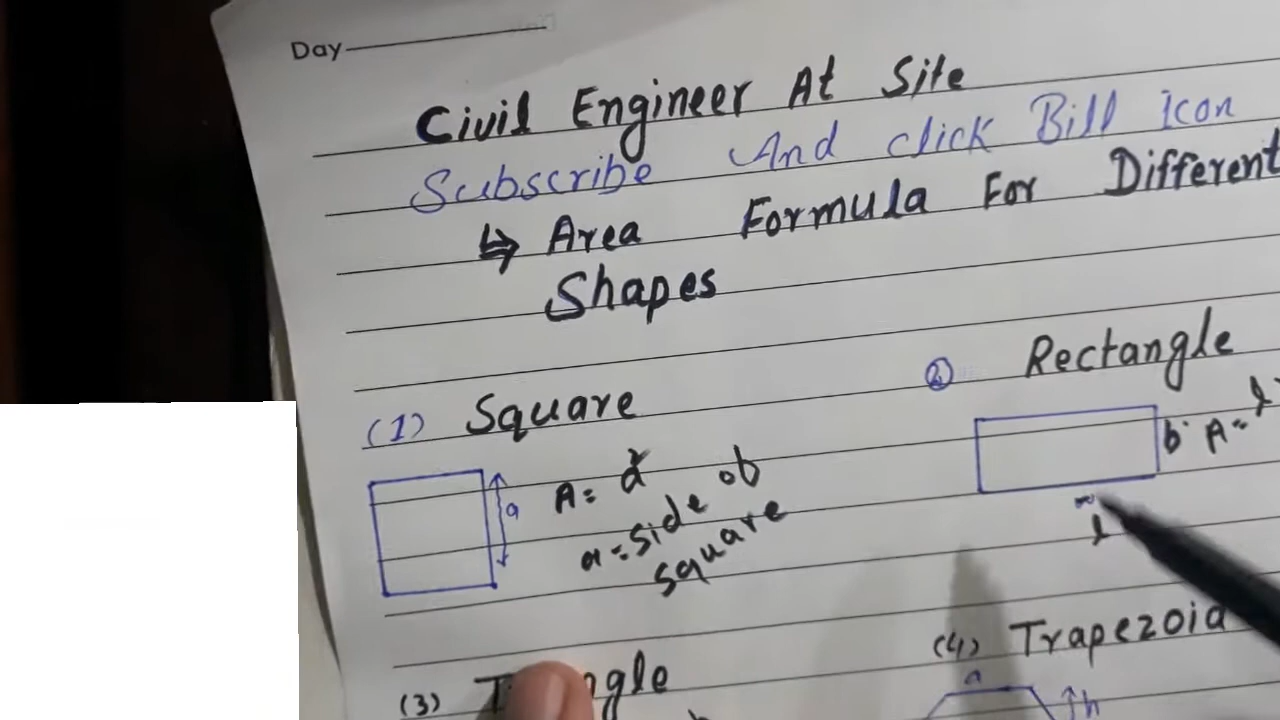 Day
Civil Engineer At Site
Subscribe And click Bill icon
↳ Area Formula For Different
Shapes
(1) Square
② Rectangle
a
A = a²
a = side of
square
b
A = l
l
(3)
(4) Trapezoid
a
h